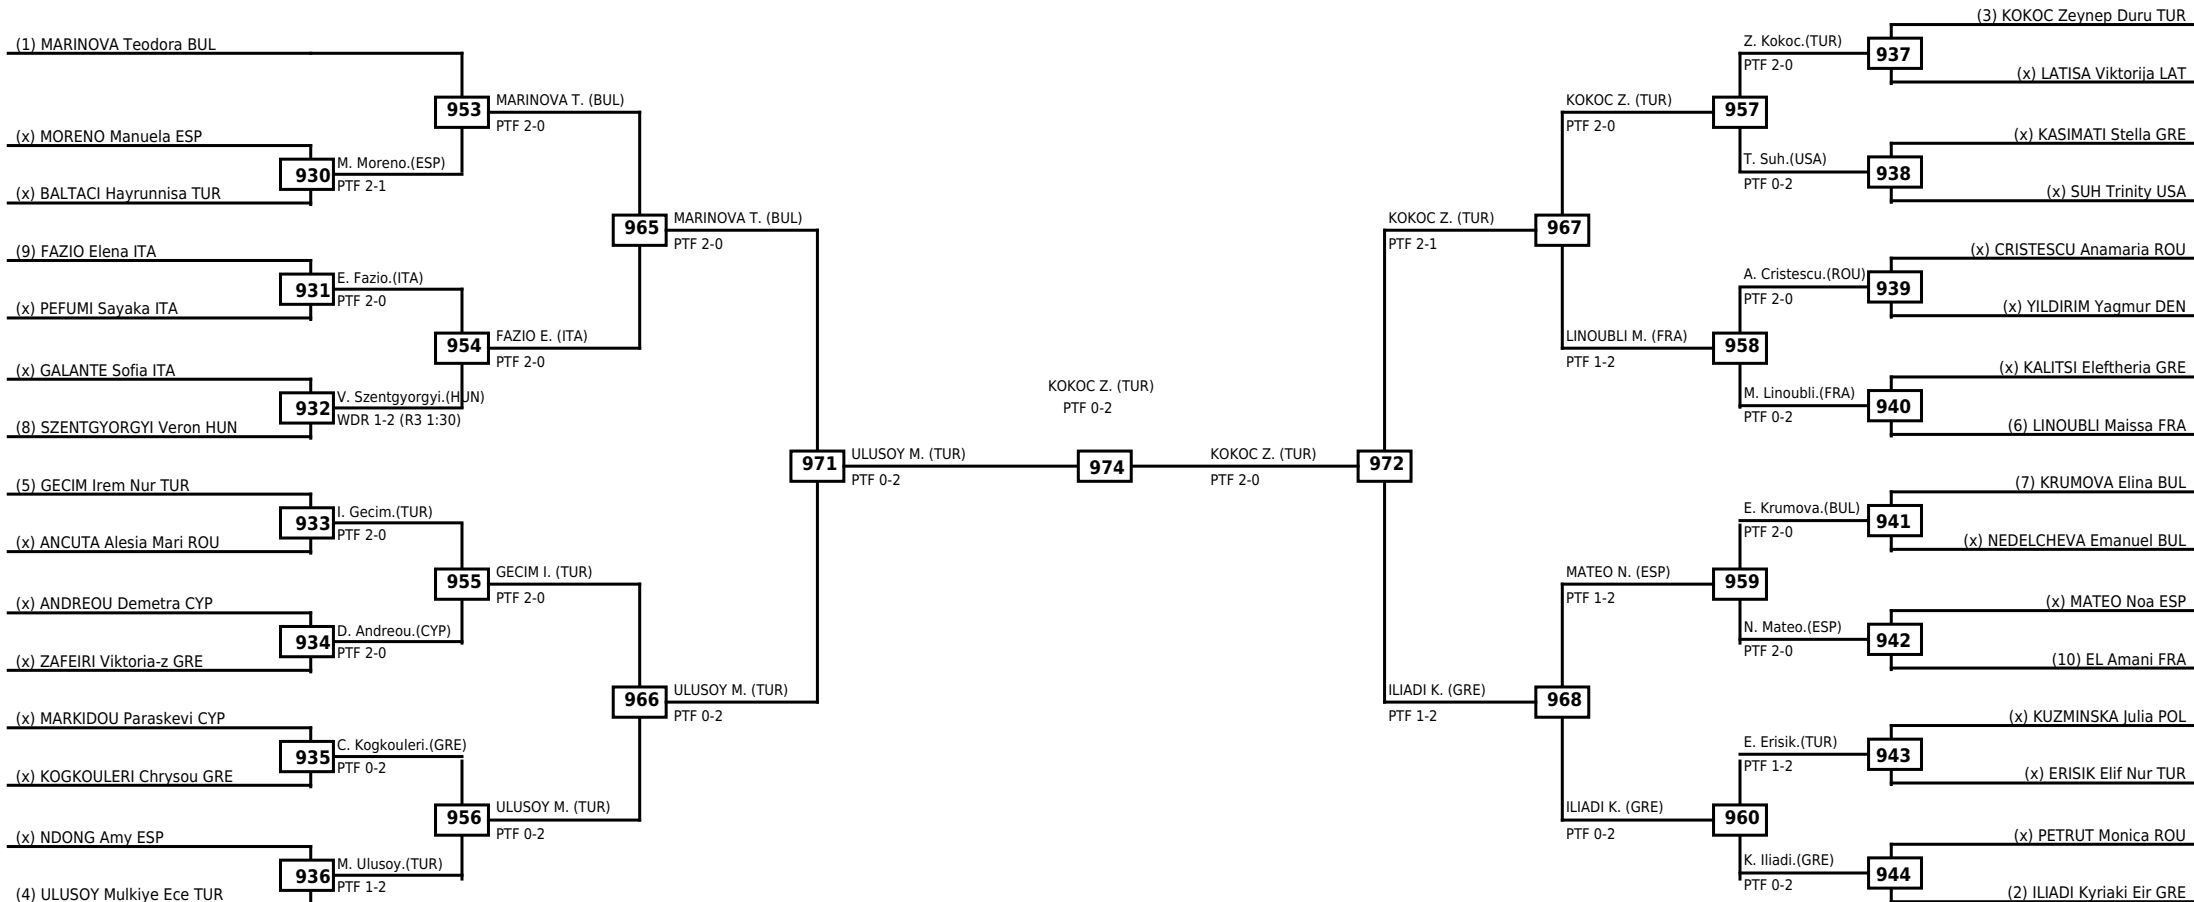 (1) MARINOVA Teodora BUL
(x) MORENO Manuela ESP
(x) BALTACI Hayrunnisa TUR
(9) FAZIO Elena ITA
(x) PEFUMI Sayaka ITA
(x) GALANTE Sofia ITA
(8) SZENTGYORGYI Veron HUN
(5) GECIM Irem Nur TUR
(x) ANCUTA Alesia Mari ROU
(x) ANDREOU Demetra CYP
(x) ZAFEIRI Viktoria-z GRE
(x) MARKIDOU Paraskevi CYP
(x) KOGKOULERI Chrysou GRE
(x) NDONG Amy ESP
(4) ULUSOY Mulkiye Ece TUR
930
M. Moreno.(ESP)
PTF 2-1
931
E. Fazio.(ITA)
PTF 2-0
932
V. Szentgyorgyi.(HUN)
WDR 1-2 (R3 1:30)
933
I. Gecim.(TUR)
PTF 2-0
934
D. Andreou.(CYP)
PTF 2-0
935
C. Kogkouleri.(GRE)
PTF 0-2
936
M. Ulusoy.(TUR)
PTF 1-2
953
MARINOVA T. (BUL)
PTF 2-0
954
FAZIO E. (ITA)
PTF 2-0
955
GECIM I. (TUR)
PTF 2-0
956
ULUSOY M. (TUR)
PTF 0-2
965
MARINOVA T. (BUL)
PTF 2-0
966
ULUSOY M. (TUR)
PTF 0-2
971
ULUSOY M. (TUR)
PTF 0-2
KOKOC Z. (TUR)
PTF 0-2
974
KOKOC Z. (TUR)
PTF 2-0
972
KOKOC Z. (TUR)
PTF 2-1
967
ILIADI K. (GRE)
PTF 1-2
968
KOKOC Z. (TUR)
PTF 2-0
957
LINOUBLI M. (FRA)
PTF 1-2
958
MATEO N. (ESP)
PTF 1-2
959
ILIADI K. (GRE)
PTF 0-2
960
Z. Kokoc.(TUR)
PTF 2-0
937
T. Suh.(USA)
PTF 0-2
938
A. Cristescu.(ROU)
PTF 2-0
939
M. Linoubli.(FRA)
PTF 0-2
940
E. Krumova.(BUL)
PTF 2-0
941
N. Mateo.(ESP)
PTF 2-0
942
E. Erisik.(TUR)
PTF 1-2
943
K. Iliadi.(GRE)
PTF 0-2
944
(3) KOKOC Zeynep Duru TUR
(x) LATISA Viktorija LAT
(x) KASIMATI Stella GRE
(x) SUH Trinity USA
(x) CRISTESCU Anamaria ROU
(x) YILDIRIM Yagmur DEN
(x) KALITSI Eleftheria GRE
(6) LINOUBLI Maissa FRA
(7) KRUMOVA Elina BUL
(x) NEDELCHEVA Emanuel BUL
(x) MATEO Noa ESP
(10) EL Amani FRA
(x) KUZMINSKA Julia POL
(x) ERISIK Elif Nur TUR
(x) PETRUT Monica ROU
(2) ILIADI Kyriaki Eir GRE